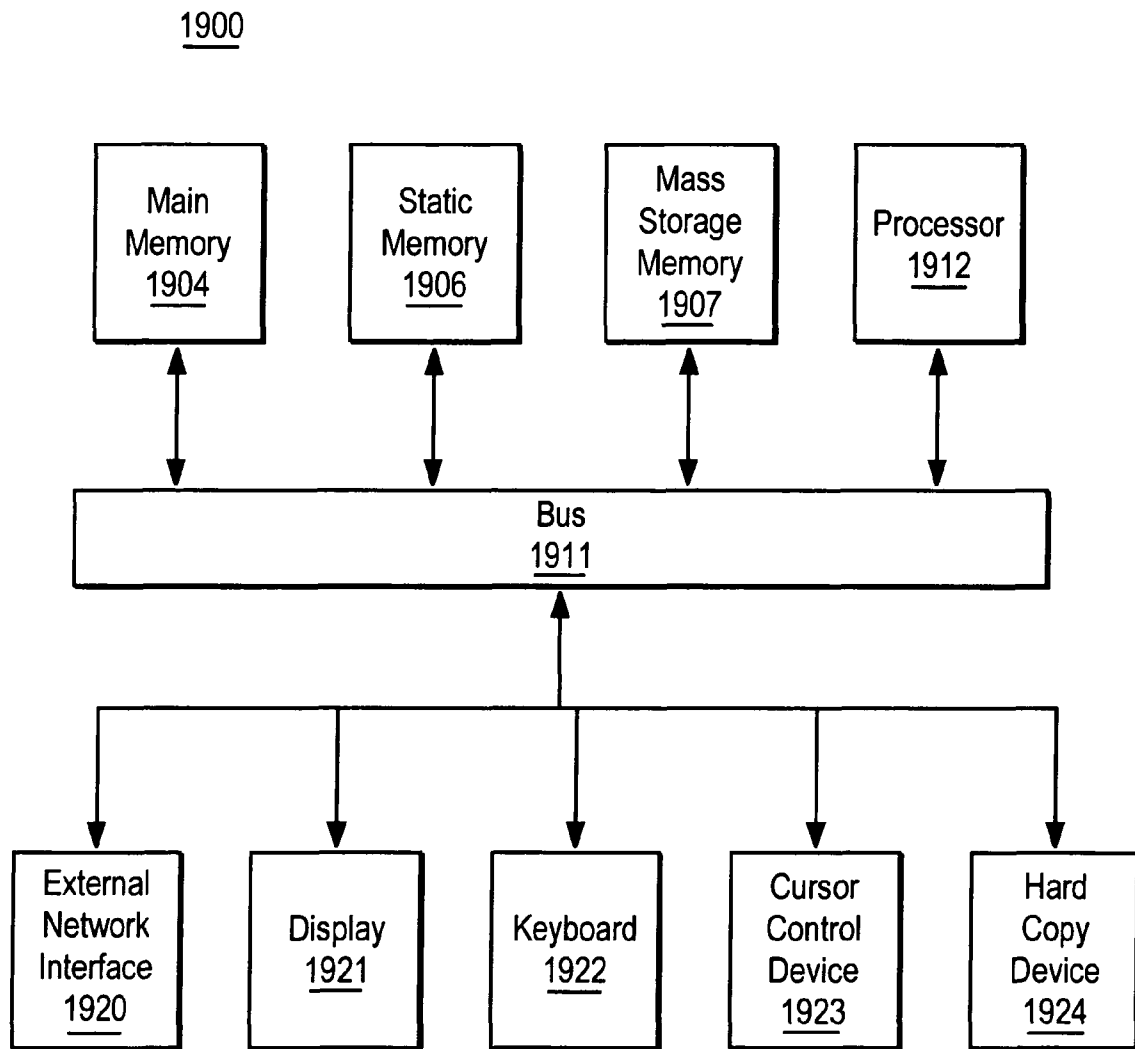 1900
Main
Memory
1904
Static
Memory
1906
Mass
Storage
Memory
1907
Processor
1912
Bus
1911
External
Network
Interface
1920
Display
1921
Keyboard
1922
Cursor
Control
Device
1923
Hard
Copy
Device
1924